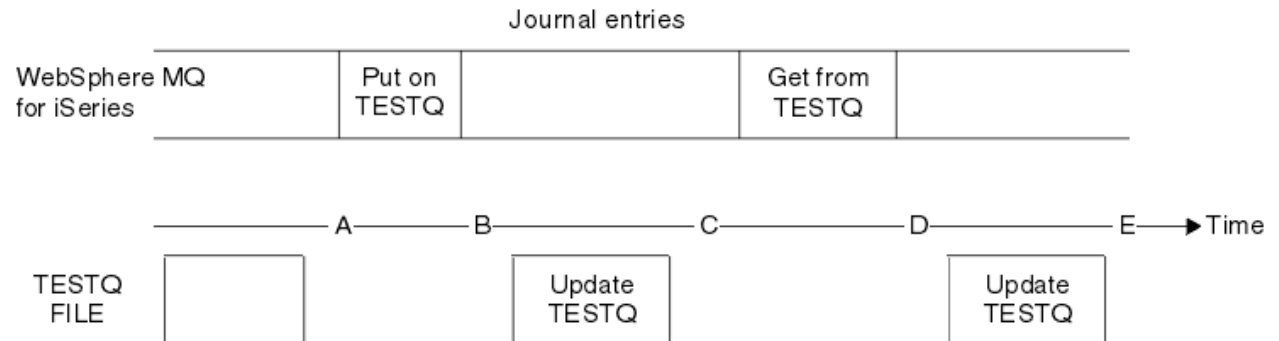 Journal entries
WebSphere MQ
for iSeries
Put on
TESTQ
Get from
TESTQ
A
B
C
D
E
Time
TESTQ
FILE
Update
TESTQ
Update
TESTQ